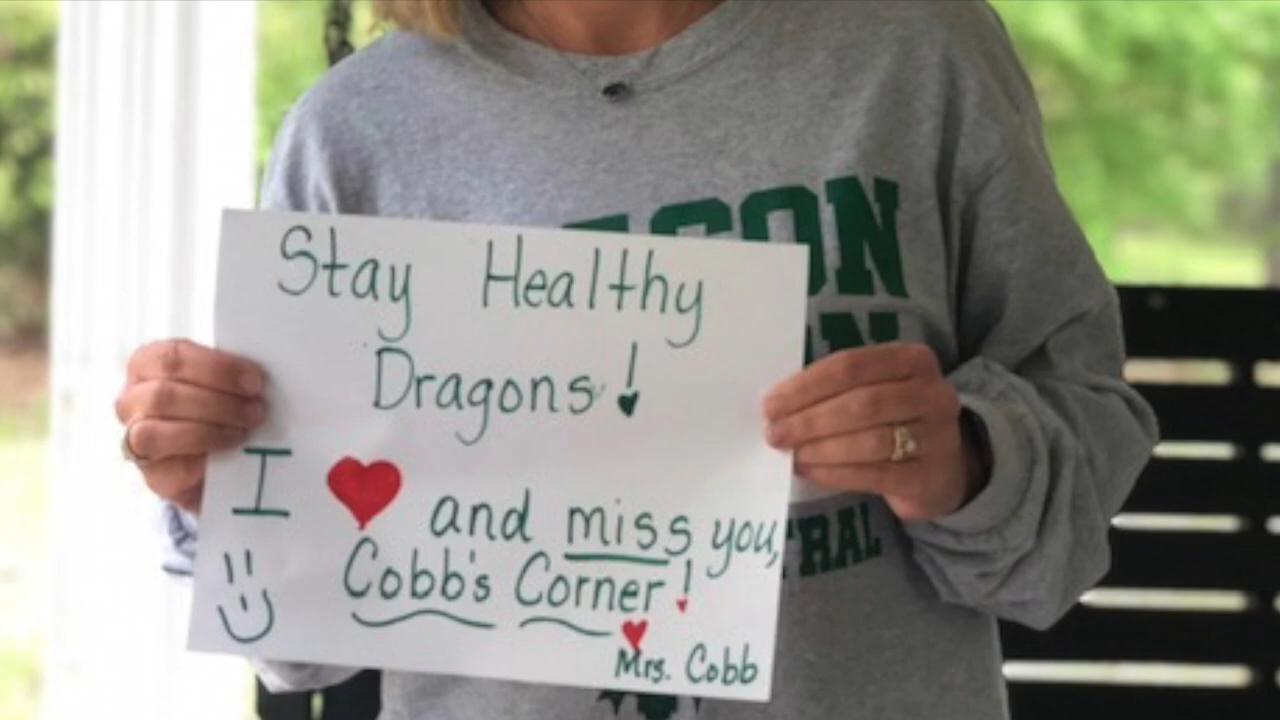 Stay Healthy
Dragons!
I ❤ and miss you,
Cobb's Corner!
Mrs. Cobb